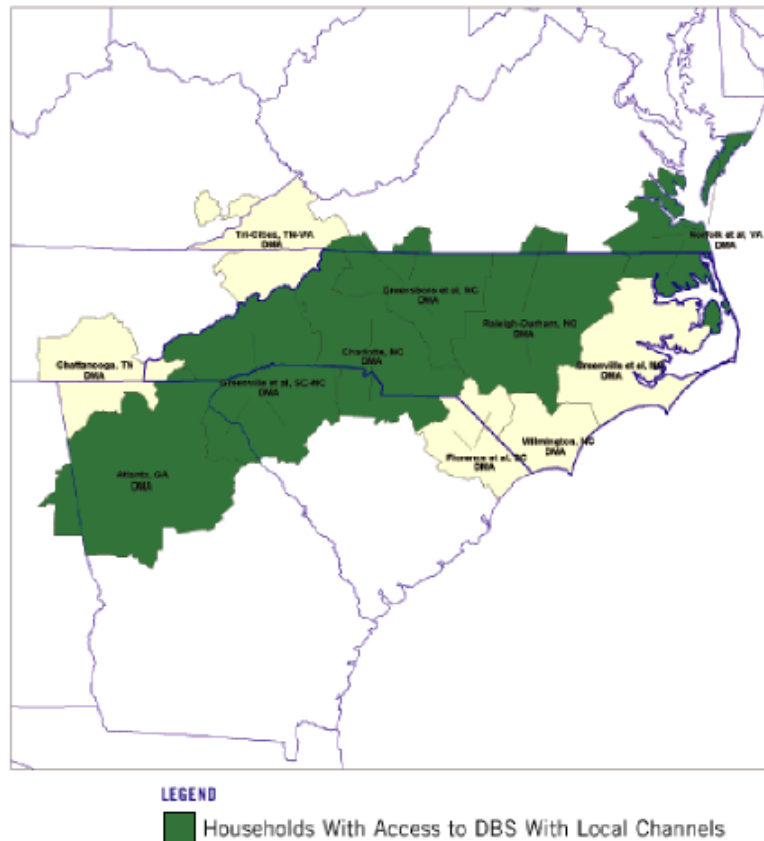 Tri-Cities, TN-VA
DMA
Norfolk et al, VA
DMA
Greensboro et al, NC
DMA
Raleigh-Durham, NC
DMA
Chattanooga, TN
DMA
Charlotte, NC
DMA
Greenville et al, NC
DMA
Greenville et al, SC-NC
DMA
Wilmington, NC
DMA
Florence et al, SC
DMA
Atlanta, GA
DMA
LEGEND
Households With Access to DBS With Local Channels